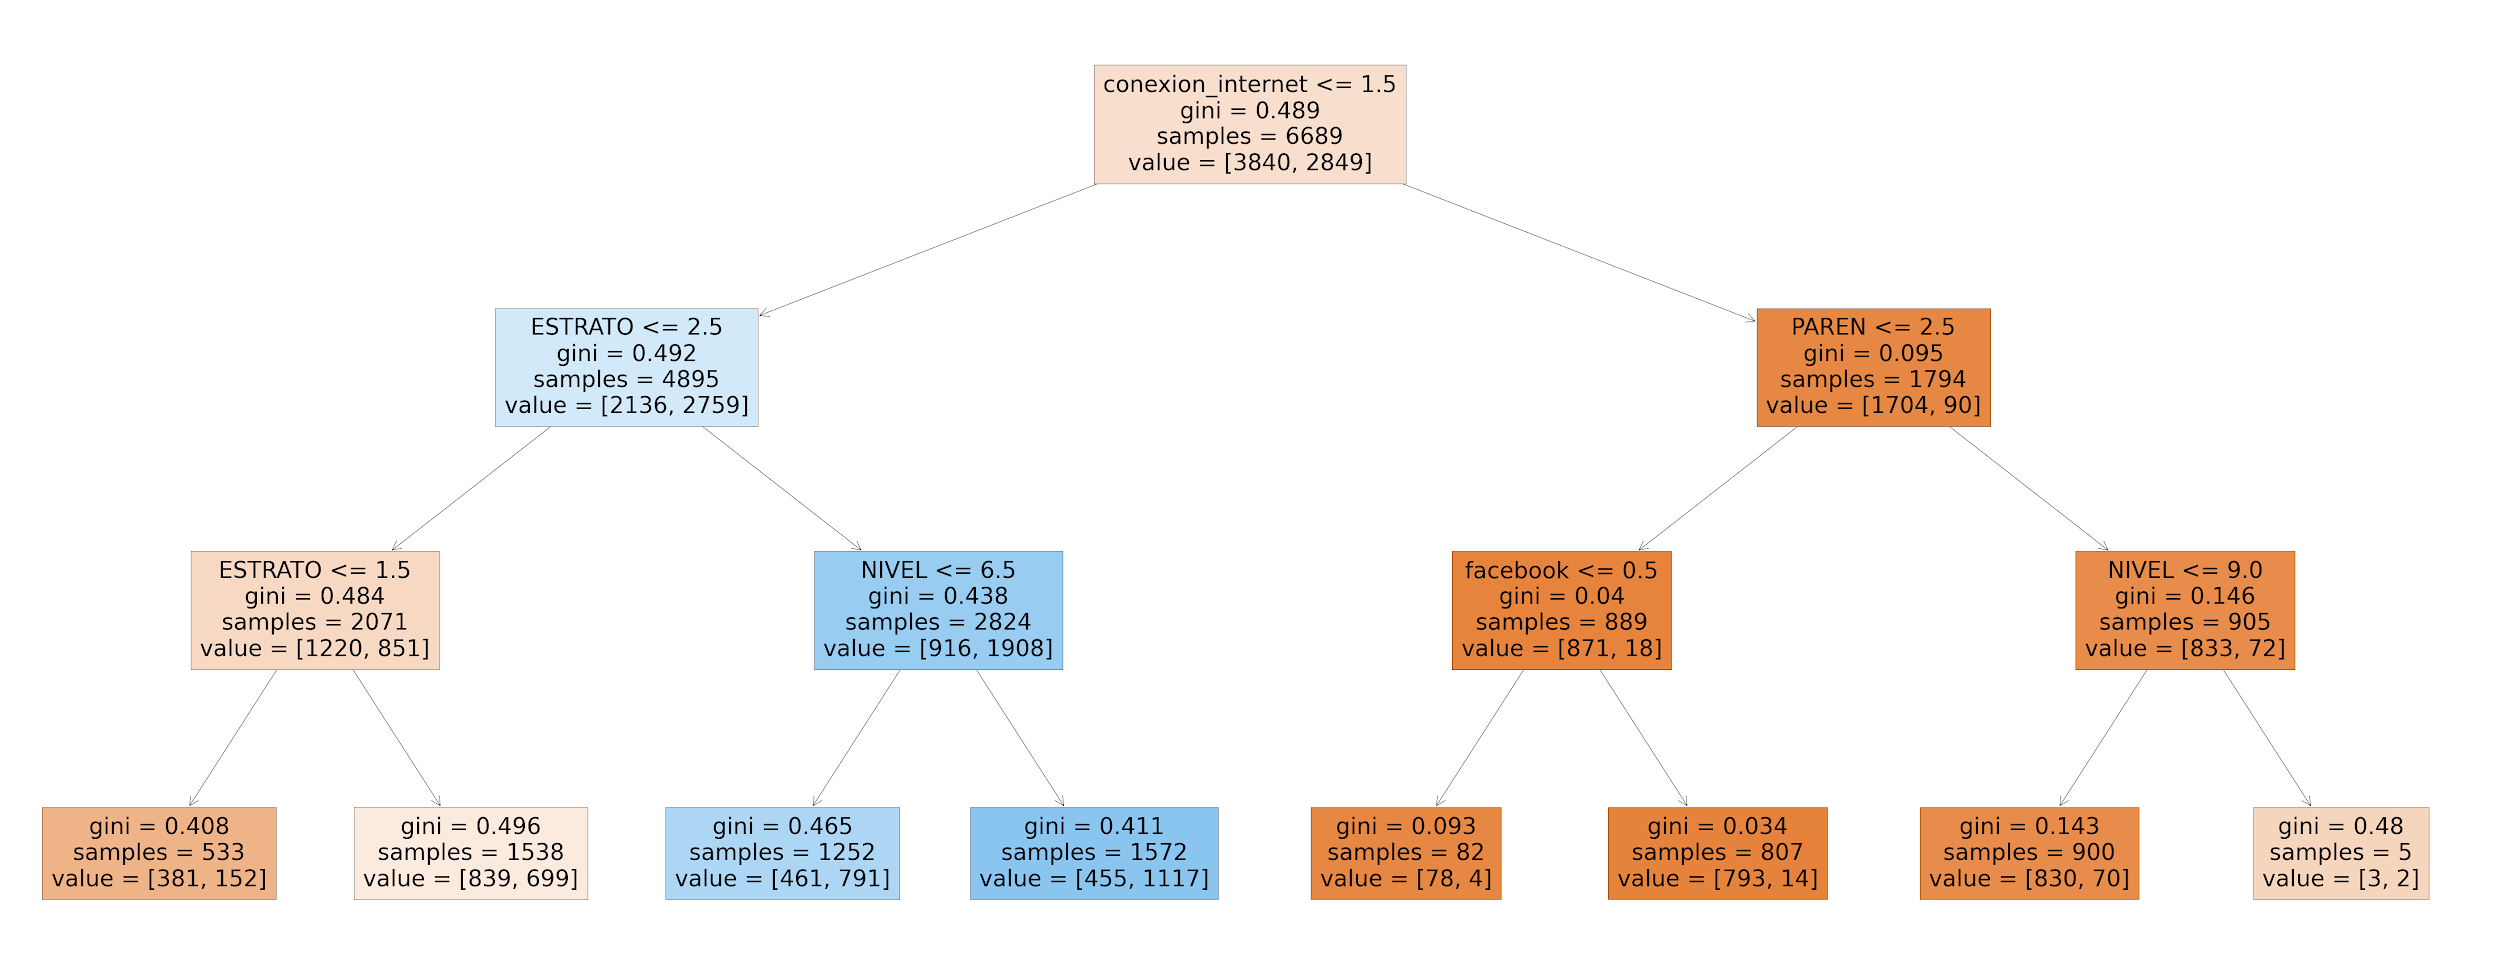 conexion_internet <= 1.5
gini = 0.489
samples = 6689
value = [3840, 2849]
ESTRATO <= 2.5
gini = 0.492
samples = 4895
value = [2136, 2759]
PAREN <= 2.5
gini = 0.095
samples = 1794
value = [1704, 90]
ESTRATO <= 1.5
gini = 0.484
samples = 2071
value = [1220, 851]
NIVEL <= 6.5
gini = 0.438
samples = 2824
value = [916, 1908]
facebook <= 0.5
gini = 0.04
samples = 889
value = [871, 18]
NIVEL <= 9.0
gini = 0.146
samples = 905
value = [833, 72]
gini = 0.408
samples = 533
value = [381, 152]
gini = 0.496
samples = 1538
value = [839, 699]
gini = 0.465
samples = 1252
value = [461, 791]
gini = 0.411
samples = 1572
value = [455, 1117]
gini = 0.093
samples = 82
value = [78, 4]
gini = 0.034
samples = 807
value = [793, 14]
gini = 0.143
samples = 900
value = [830, 70]
gini = 0.48
samples = 5
value = [3, 2]